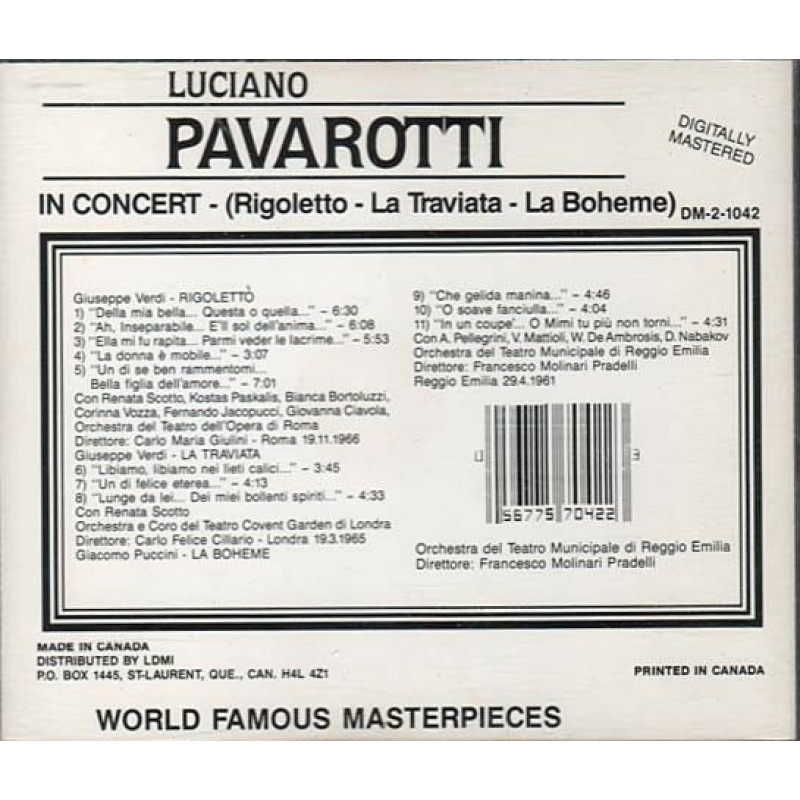 LUCIANO
PAVAROTTI
DIGITALLY
MASTERED
IN CONCERT - (Rigoletto - La Traviata - La Boheme) DM-2-1042
Giuseppe Verdi - RIGOLETTÒ
1) "Della mia bella... Questa o quella..." – 6:30
2) "Ah, Inseparabile... E'll sol dell'anima..." – 6:08
3) "Ella mi fu rapita... Parmi veder le lacrime..." – 5:53
4) "La donna è mobile..." – 3:07
5) "Un di se ben rammentomi...
Bella figlia dell'amore..." – 7:01
Con Renata Scotto, Kostas Paskalis, Bianca Bortoluzzi,
Corinna Vozza, Fernando Jacopucci, Giovanna Ciavola,
Orchestra del Teatro dell'Opera di Roma
Direttore: Carlo Maria Giulini - Roma 19.11.1966
Giuseppe Verdi - LA TRAVIATA
6) "Libiamo, libiamo nei lieti calici..." – 3:45
7) "Un di felice eterea..." – 4:13
8) "Lunge da lei... Dei miei bollenti spiriti..." – 4:33
Con Renata Scotto
Orchestra e Coro del Teatro Covent Garden di Londra
Direttore: Carlo Felice Cillario - Londra 19.3.1965
Giacomo Puccini - LA BOHEME
9) "Che gelida manina..." – 4:46
10) "O soave fanciulla..." – 4:04
11) "In un coupe'... O Mimi tu più non torni..." – 4:31
Con A. Pellegrini, V. Mattioli, W. De Ambrosis, D. Nabakov
Orchestra del Teatro Municipale di Reggio Emilia
Direttore: Francesco Molinari Pradelli
Reggio Emilia 29.4.1961
0 56775 70422 3
Orchestra del Teatro Municipale di Reggio Emilia
Direttore: Francesco Molinari Pradelli
MADE IN CANADA
DISTRIBUTED BY LDMI
P.O. BOX 1445, ST-LAURENT, QUE., CAN. H4L 4Z1
PRINTED IN CANADA
WORLD FAMOUS MASTERPIECES